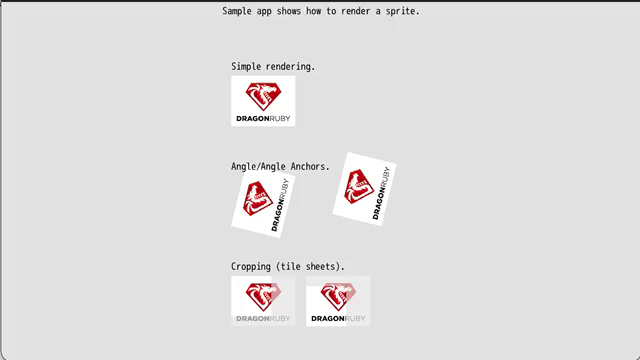 Sample app shows how to render a sprite.
Simple rendering.
DRAGONRUBY
Angle/Angle Anchors.
DRAGONRUBY
DRAGONRUBY
Cropping (tile sheets).
DRAGONRUBY
DRAGONRUBY